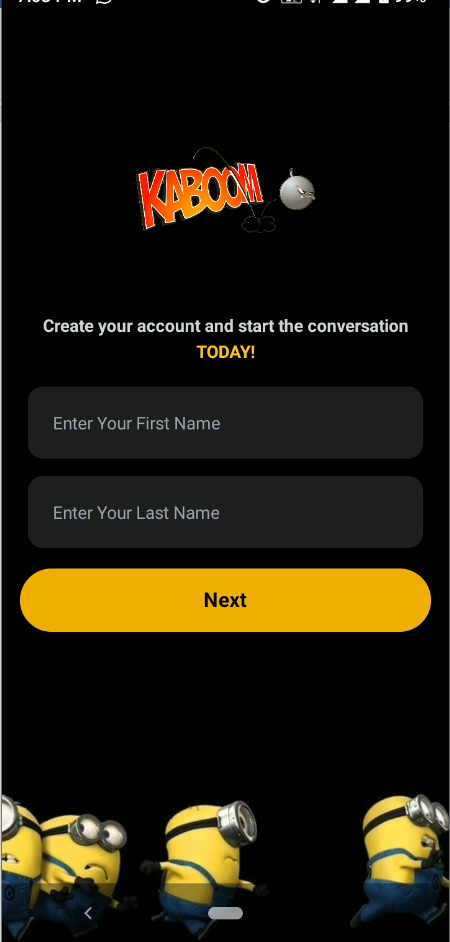 KABOOM
Create your account and start the conversation
TODAY!
Enter Your First Name
Enter Your Last Name
Next